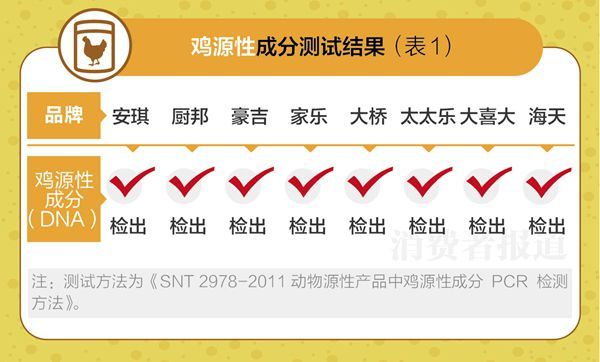 鸡源性成分测试结果（表1）
品牌 安琪 厨邦 豪吉 家乐 大桥 太太乐 大喜大 海天
鸡源性
成分
（DNA）
检出 检出 检出 检出 检出 检出 检出 检出
消费者报道
注：测试方法为《SNT 2978-2011 动物源性产品中鸡源性成分 PCR 检测
方法》。